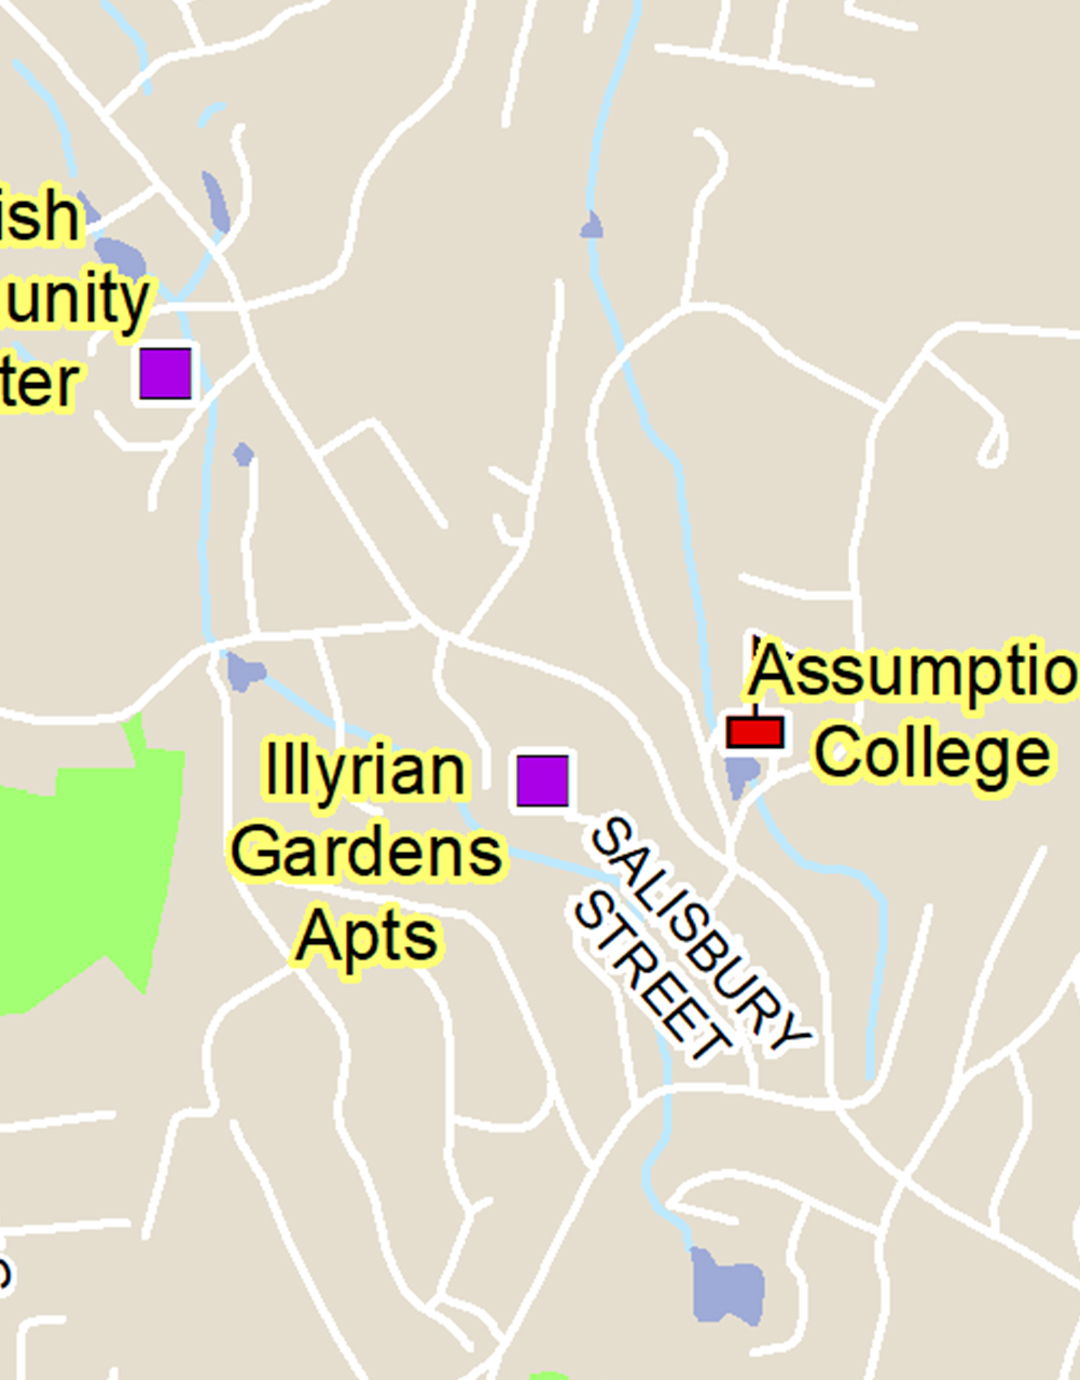 ish
unity
ter
Assumptio
College
Illyrian
Gardens
Apts
SALISBURY
STREET